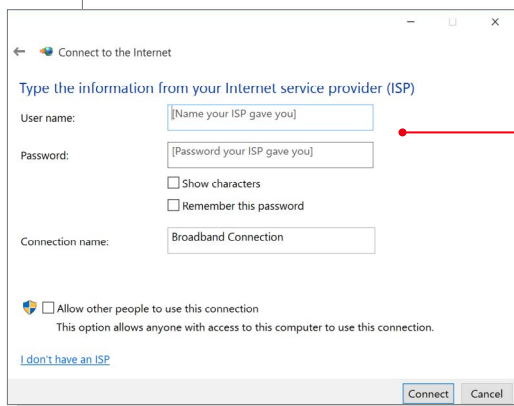 Connect to the Internet
Type the information from your Internet service provider (ISP)
User name:
[Name your ISP gave you]
Password:
[Password your ISP gave you]
Show characters
Remember this password
Connection name:
Broadband Connection
Allow other people to use this connection
This option allows anyone with access to this computer to use this connection.
I don't have an ISP
Connect
Cancel